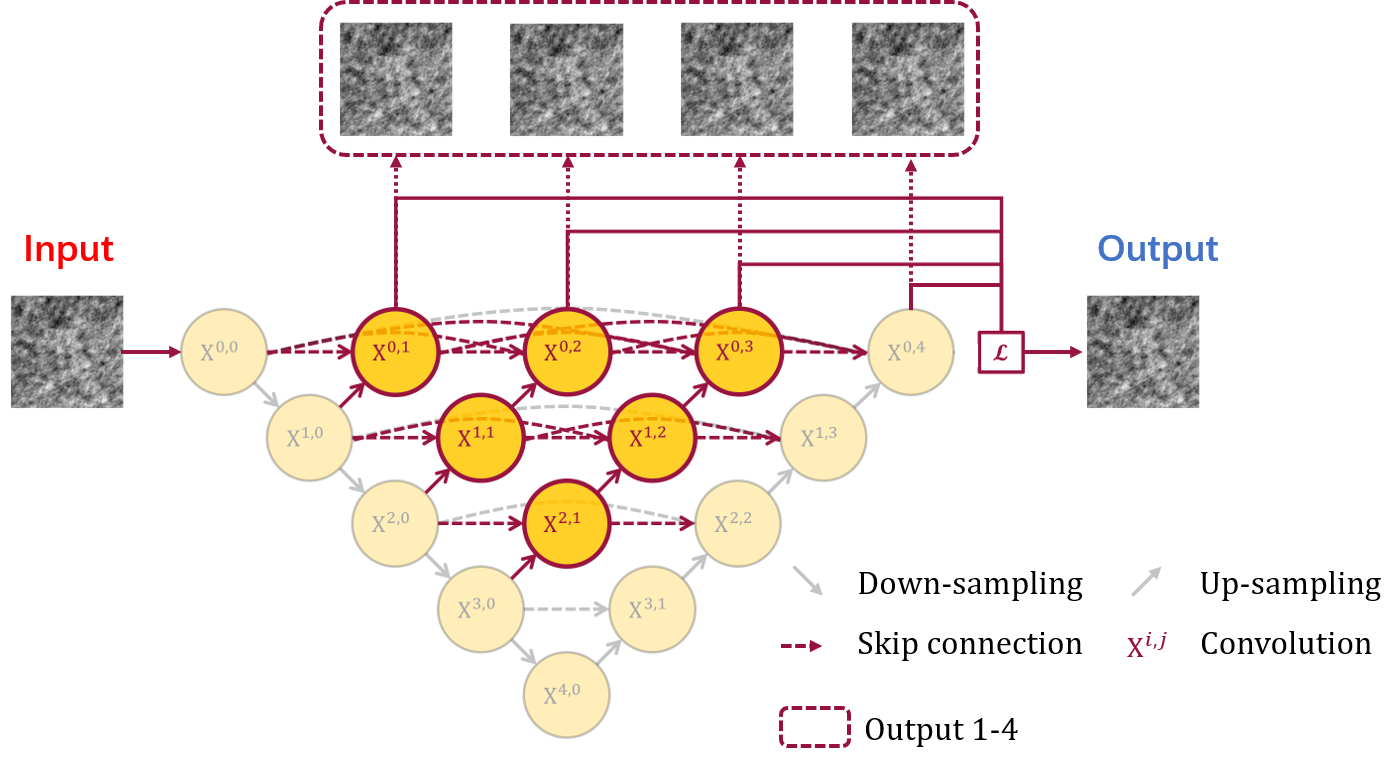 Input
Output
X^{0,0}
X^{0,1}
X^{0,2}
X^{0,3}
X^{0,4}
ℒ
X^{1,0}
X^{1,1}
X^{1,2}
X^{1,3}
X^{2,0}
X^{2,1}
X^{2,2}
X^{3,0}
X^{3,1}
X^{4,0}
Down-sampling
Up-sampling
Skip connection
X^{i,j} Convolution
Output 1-4